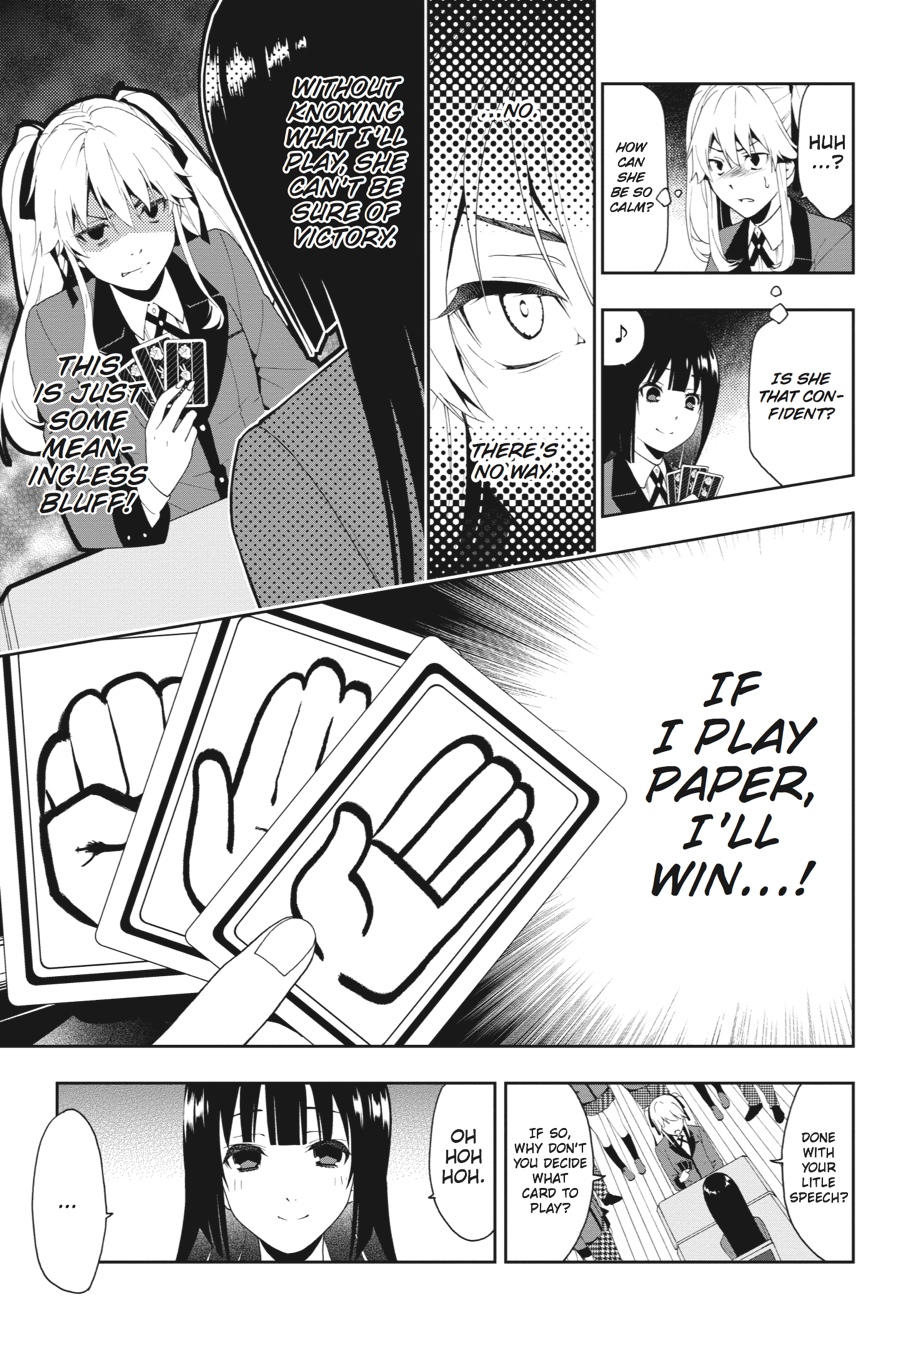 HUH
...?
HOW
CAN
SHE
BE SO
CALM?
IS SHE
THAT CON-
FIDENT?
♪
...NO.
THERE'S
NO WAY.
WITHOUT
KNOWING
WHAT I'LL
PLAY, SHE
CAN'T BE
SURE OF
VICTORY.
THIS
IS JUST
SOME
MEAN-
INGLESS
BLUFF!
IF
I PLAY
PAPER,
I'LL
WIN...!
DONE
WITH
YOUR
LITLE
SPEECH?
IF SO,
WHY DON'T
YOU DECIDE
WHAT
CARD TO
PLAY?
OH
HOH
HOH.
...